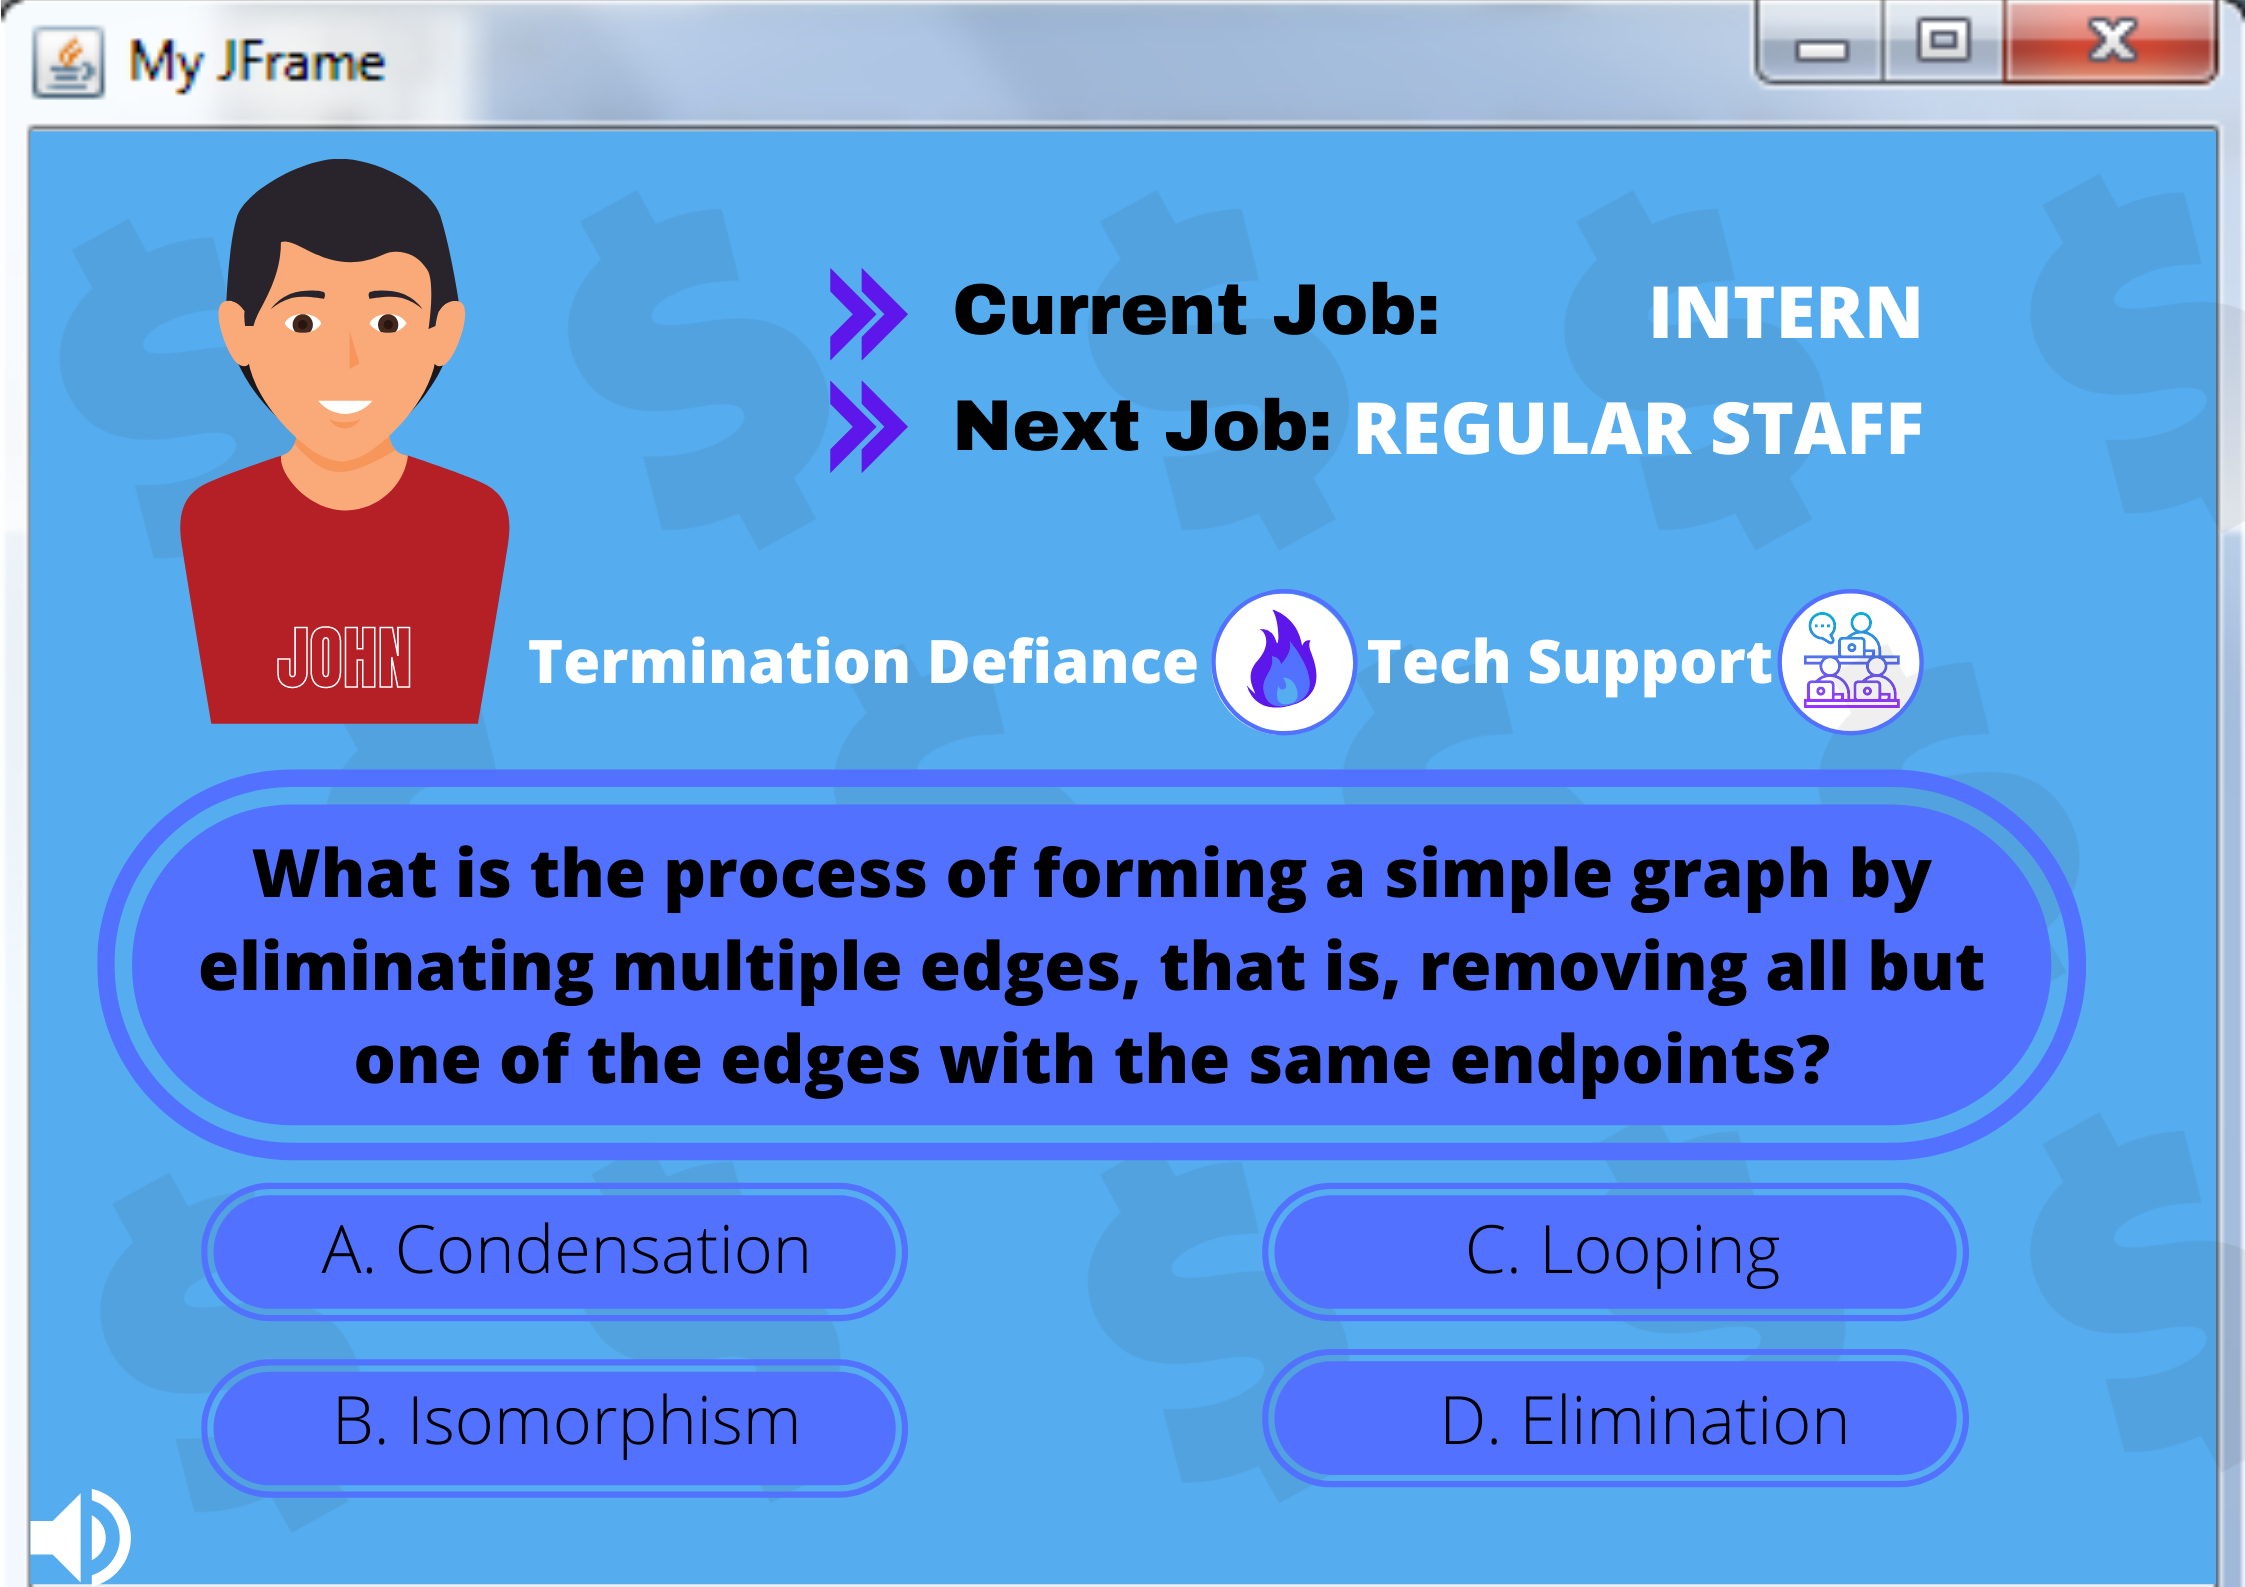 My JFrame
Current Job: INTERN
Next Job: REGULAR STAFF
JOHN
Termination Defiance Tech Support
What is the process of forming a simple graph by
eliminating multiple edges, that is, removing all but
one of the edges with the same endpoints?
A. Condensation
C. Looping
B. Isomorphism
D. Elimination